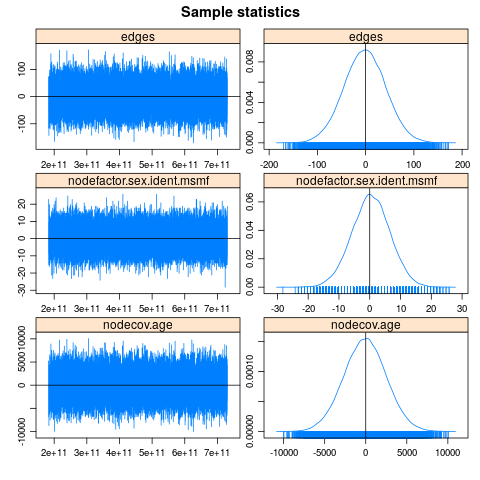 Sample statistics
edges
edges
-100 0 100
2e+11 3e+11 4e+11 5e+11 6e+11 7e+11
0.000 0.004 0.008
-200 -100 0 100 200
nodefactor.sex.ident.msmf
nodefactor.sex.ident.msmf
-30 -20 -10 0 10 20
2e+11 3e+11 4e+11 5e+11 6e+11 7e+11
0.00 0.02 0.04 0.06
-30 -20 -10 0 10 20 30
nodecov.age
nodecov.age
-10000 0 5000 10000
2e+11 3e+11 4e+11 5e+11 6e+11 7e+11
0.00000 0.00010
-10000 -5000 0 5000 10000